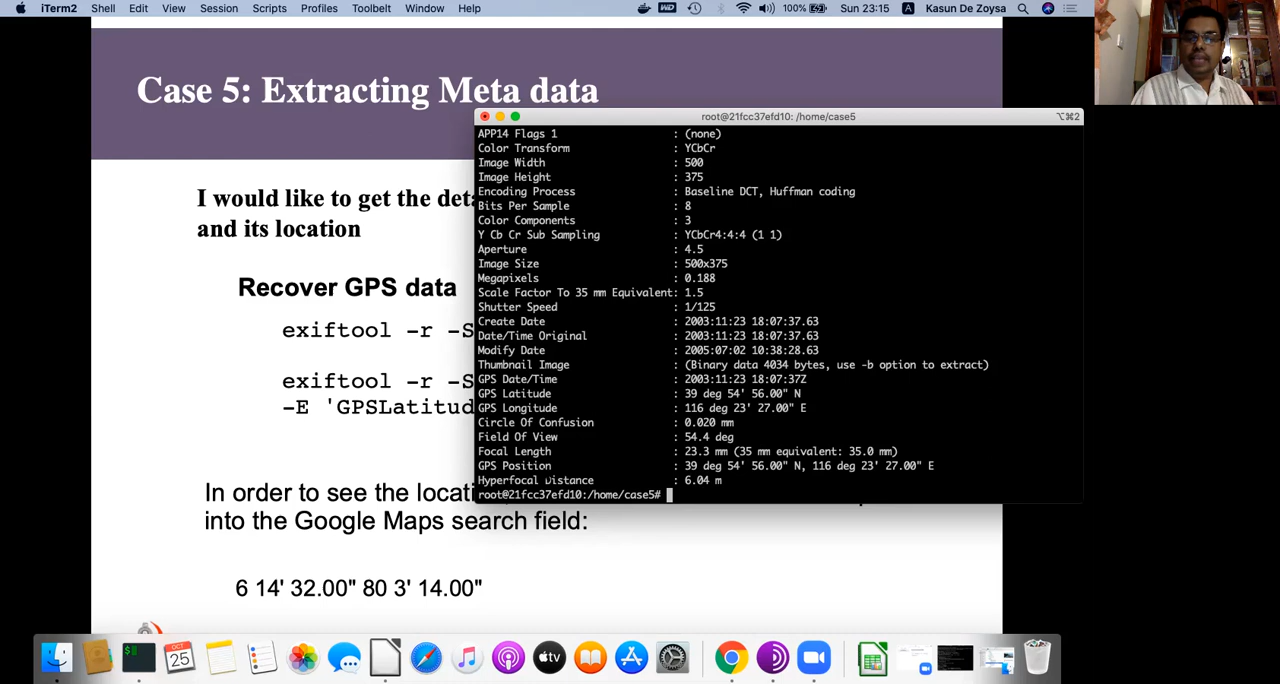 iTerm2 Shell Edit View Session Scripts Profiles Toolbelt Window Help 100% Sun 23:15 A Kasun De Zoysa
Case 5: Extracting Meta data
root@21fcc37efd10: /home/case5 ⌥⌘2
I would like to get the deta
and its location
Recover GPS data
exiftool -r -S
exiftool -r -S
-E 'GPSLatitud
APP14 Flags 1 : (none)
Color Transform : YCbCr
Image Width : 500
Image Height : 375
Encoding Process : Baseline DCT, Huffman coding
Bits Per Sample : 8
Color Components : 3
Y Cb Cr Sub Sampling : YCbCr4:4:4 (1 1)
Aperture : 4.5
Image Size : 500x375
Megapixels : 0.188
Scale Factor To 35 mm Equivalent: 1.5
Shutter Speed : 1/125
Create Date : 2003:11:23 18:07:37.63
Date/Time Original : 2003:11:23 18:07:37.63
Modify Date : 2005:07:02 10:38:28.63
Thumbnail Image : (Binary data 4034 bytes, use -b option to extract)
GPS Date/Time : 2003:11:23 18:07:37Z
GPS Latitude : 39 deg 54' 56.00" N
GPS Longitude : 116 deg 23' 27.00" E
Circle Of Confusion : 0.020 mm
Field Of View : 54.4 deg
Focal Length : 23.3 mm (35 mm equivalent: 35.0 mm)
GPS Position : 39 deg 54' 56.00" N, 116 deg 23' 27.00" E
Hyperfocal Distance : 6.04 m
root@21fcc37efd10:/home/case5#
In order to see the locati
into the Google Maps search field:
6 14' 32.00" 80 3' 14.00"
OCT
25
tv